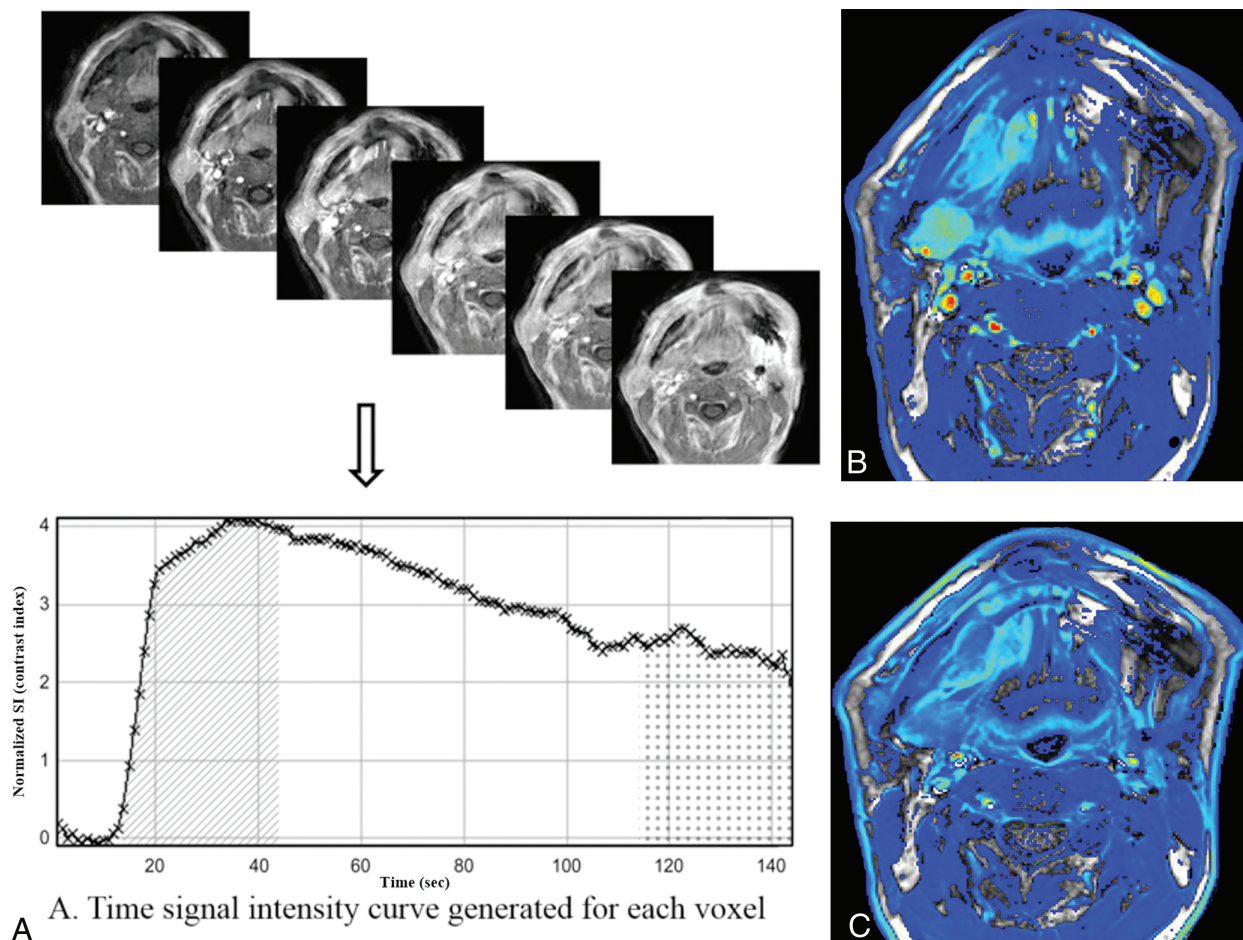 B
4
3
2
1
0
Normalized SI (contrast index)
20
40
60
80
100
120
140
Time (sec)
A
A. Time signal intensity curve generated for each voxel
C